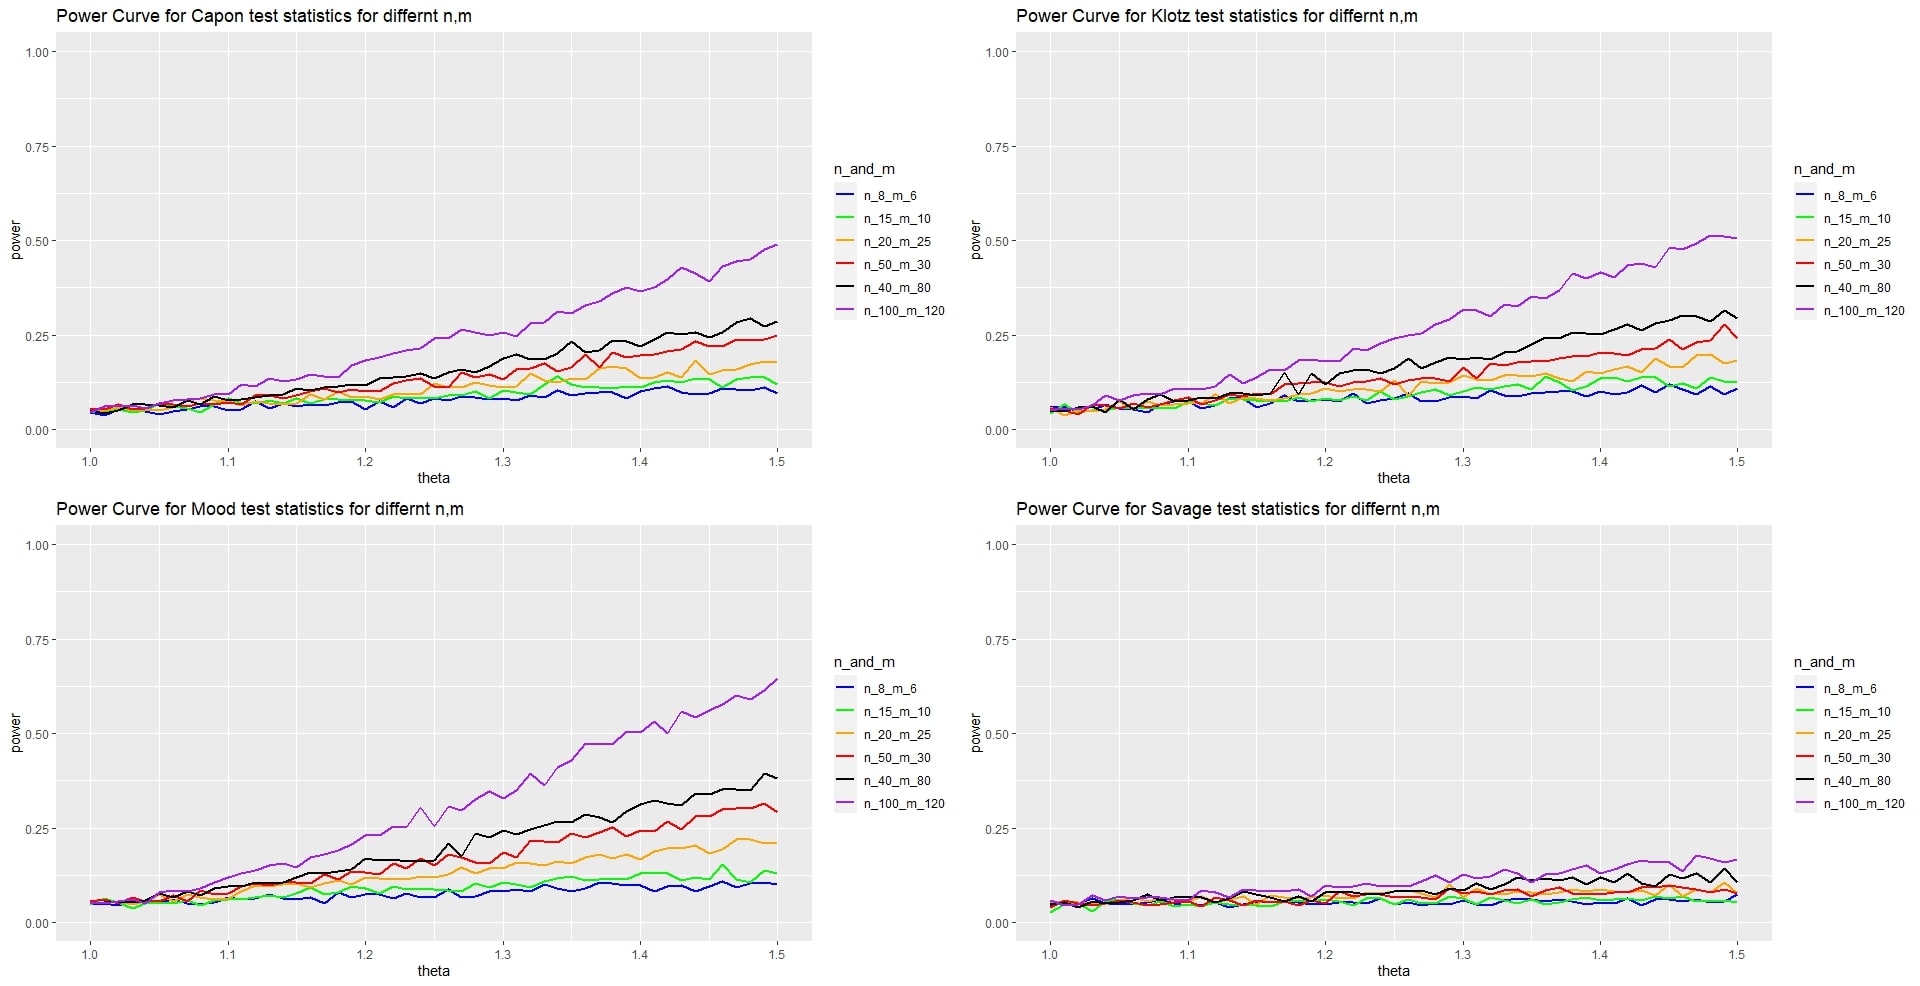 Power Curve for Capon test statistics for differnt n,m
1.00
0.75
0.50
0.25
0.00
power
1.0 1.1 1.2 1.3 1.4 1.5
theta
n_and_m
n_8_m_6
n_15_m_10
n_20_m_25
n_50_m_30
n_40_m_80
n_100_m_120
Power Curve for Klotz test statistics for differnt n,m
1.00
0.75
0.50
0.25
0.00
power
1.0 1.1 1.2 1.3 1.4 1.5
theta
n_and_m
n_8_m_6
n_15_m_10
n_20_m_25
n_50_m_30
n_40_m_80
n_100_m_120
Power Curve for Mood test statistics for differnt n,m
1.00
0.75
0.50
0.25
0.00
power
1.0 1.1 1.2 1.3 1.4 1.5
theta
n_and_m
n_8_m_6
n_15_m_10
n_20_m_25
n_50_m_30
n_40_m_80
n_100_m_120
Power Curve for Savage test statistics for differnt n,m
1.00
0.75
0.50
0.25
0.00
power
1.0 1.1 1.2 1.3 1.4 1.5
theta
n_and_m
n_8_m_6
n_15_m_10
n_20_m_25
n_50_m_30
n_40_m_80
n_100_m_120